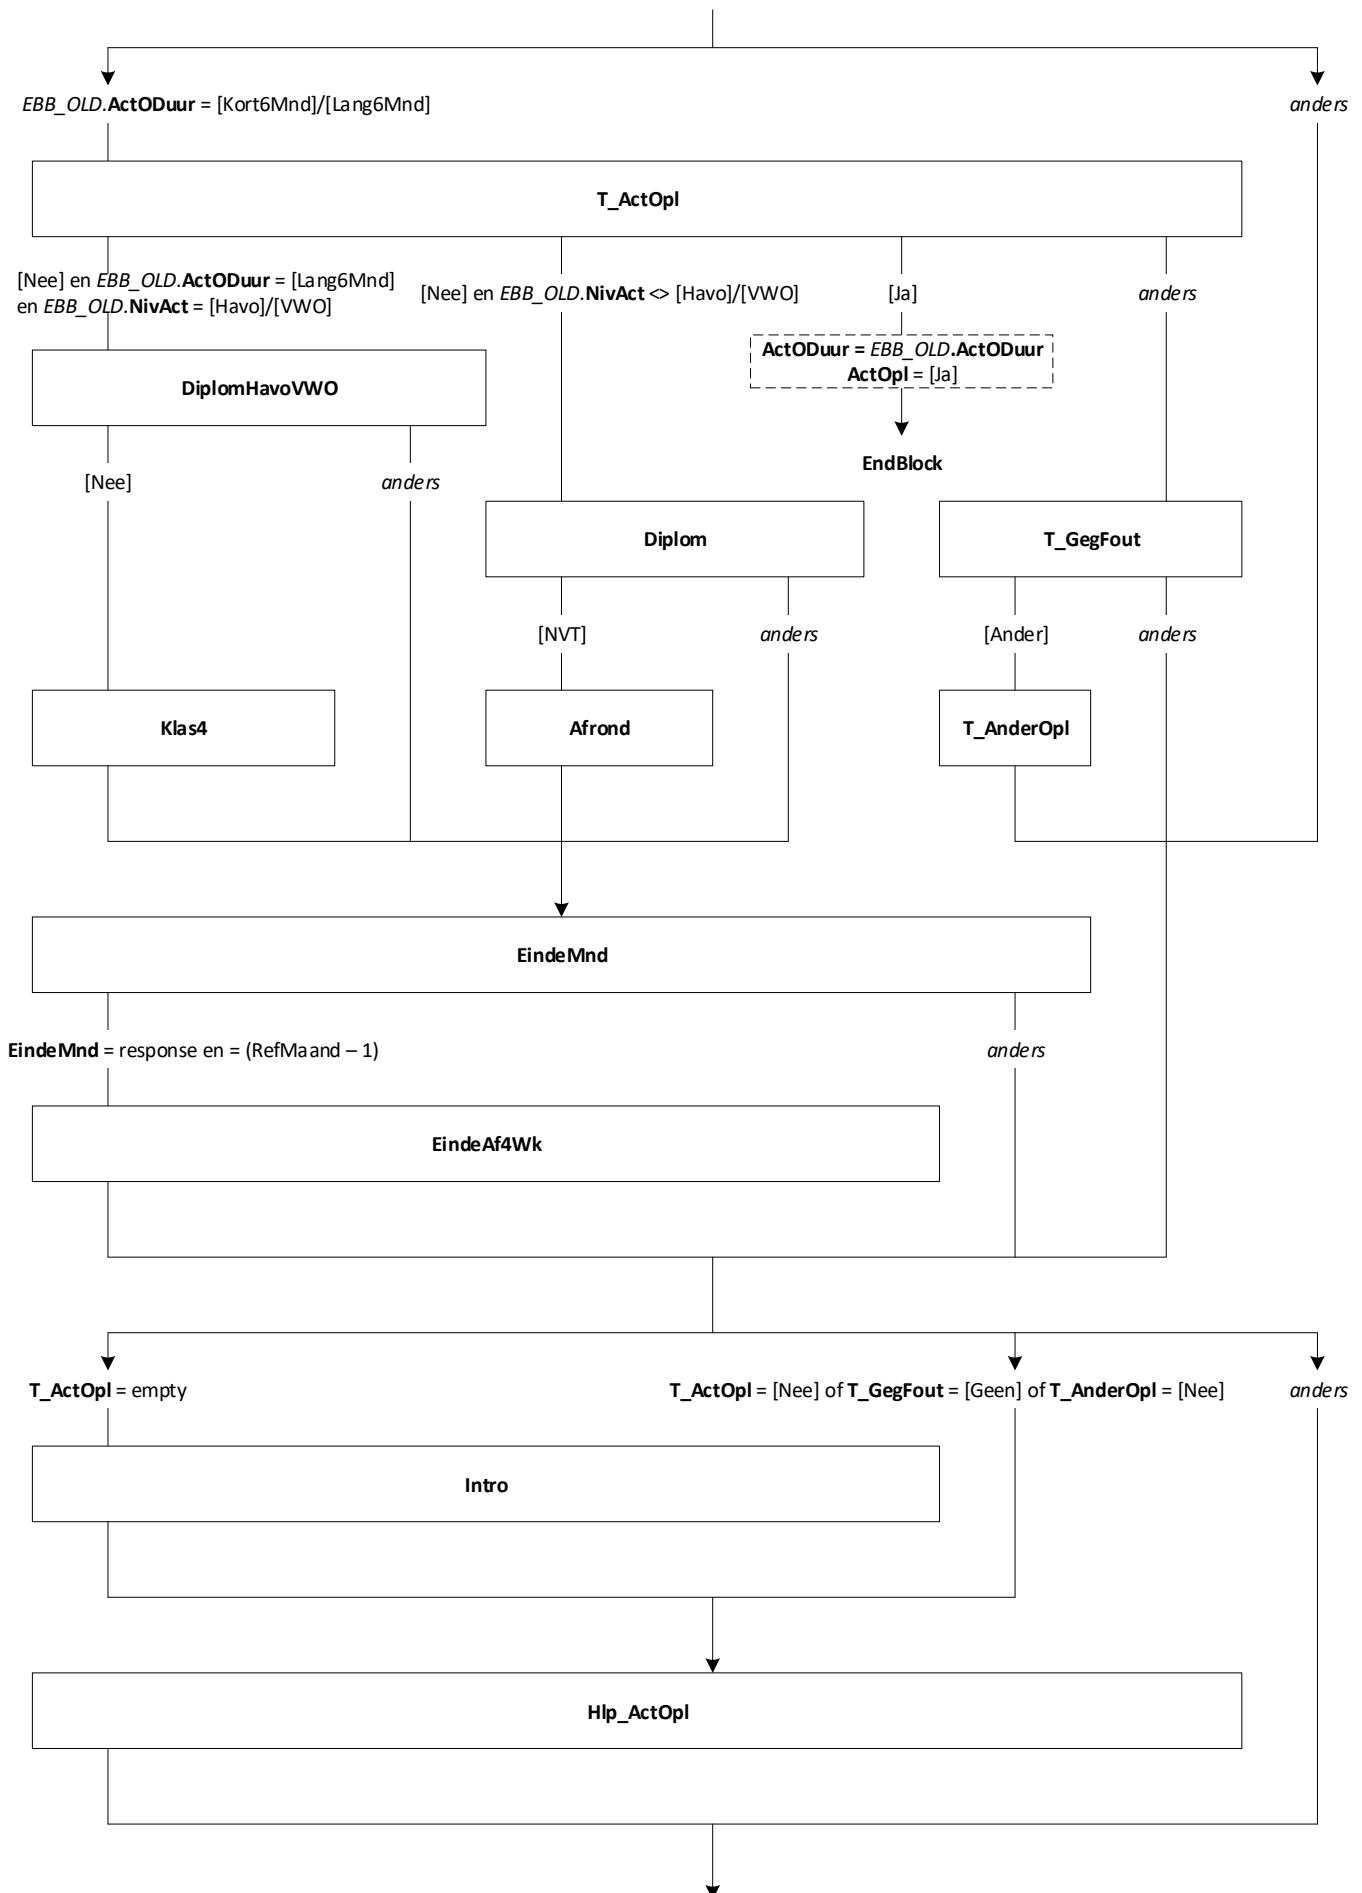 EBB_OLD.ActODuur = [Kort6Mnd]/[Lang6Mnd]
anders
T_ActOpl
[Nee] en EBB_OLD.ActODuur = [Lang6Mnd]
en EBB_OLD.NivAct = [Havo]/[VWO]
[Nee] en EBB_OLD.NivAct <> [Havo]/[VWO]
[Ja]
anders
ActODuur = EBB_OLD.ActODuur
ActOpl = [Ja]
DiplomHavoVWO
EndBlock
[Nee]
anders
Diplom
T_GegFout
[NVT]
anders
[Ander]
anders
Klas4
Afrond
T_AnderOpl
EindeMnd
EindeMnd = response en = (RefMaand – 1)
anders
EindeAf4Wk
T_ActOpl = empty
T_ActOpl = [Nee] of T_GegFout = [Geen] of T_AnderOpl = [Nee]
anders
Intro
Hlp_ActOpl